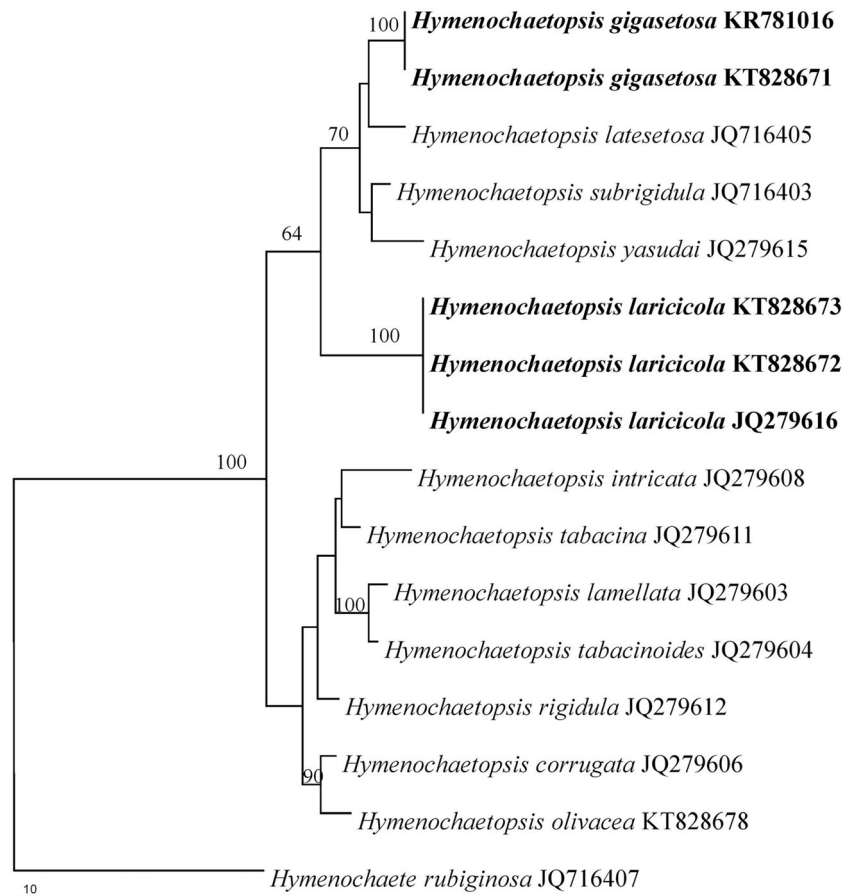 100
Hymenochaetopsis gigasetosa KR781016
Hymenochaetopsis gigasetosa KT828671
70
Hymenochaetopsis latesetosa JQ716405
Hymenochaetopsis subrigidula JQ716403
64
Hymenochaetopsis yasudai JQ279615
Hymenochaetopsis laricicola KT828673
100
Hymenochaetopsis laricicola KT828672
Hymenochaetopsis laricicola JQ279616
100
Hymenochaetopsis intricata JQ279608
Hymenochaetopsis tabacina JQ279611
Hymenochaetopsis lamellata JQ279603
100
Hymenochaetopsis tabacinoides JQ279604
Hymenochaetopsis rigidula JQ279612
Hymenochaetopsis corrugata JQ279606
90
Hymenochaetopsis olivacea KT828678
Hymenochaete rubiginosa JQ716407
10